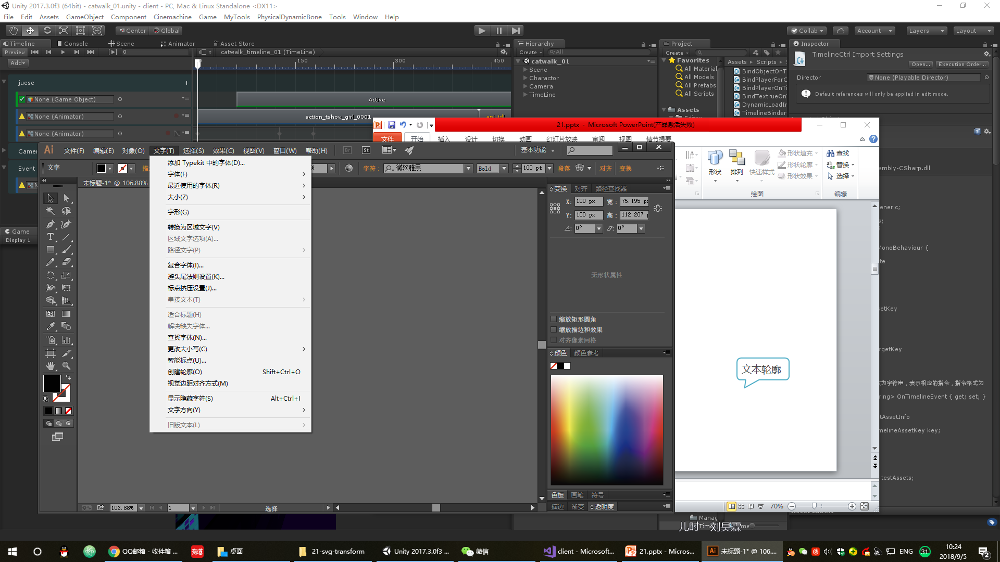 Unity 2017.3.0f3 (64bit) - catwalk_01.unity - client - PC, Mac & Linux Standalone <DX11>
File Edit Assets GameObject Component Cinemachine Game MyTools PhysicalDynamicBone Tools Window Help
Center Global
Collab Account Layers Layout
Timeline Console Scene Animator Asset Store
Preview 0 catwalk_timeline_01 (TimeLine)
Add
150 300 450
juese
None (Game Object)
Active
None (Animator)
action_tshow_girl_0001
None (Animator)
Camer
Event
Game
Display 1
Hierarchy
Create All
catwalk_01
Scene
Charactor
Camera
TimeLine
Project
Create
Favorites
All Material
All Models
All Prefabs
All Scripts
Assets
Assets Scripts
BindObjectOnT
BindPlayerForC
BindPlayerOnT
BindTextrueOn
DynamicLoadIn
TimelineBinder
Inspector
TimelineCtrl Import Settings
Open... Execution Order...
Director None (Playable Director)
Default references will only be applied in edit mode.
21.pptx - Microsoft PowerPoint(产品激活失败)
文件 开始 插入 设计 切换 动画 幻灯片放映 审阅 视图 情节提要
形状 排列 快速样式
形状填充
形状轮廓
形状效果
查找
替换
选择
绘图 编辑
文本轮廓
70%
embly-CSharp.dll
eneric;
s;
MonoBehaviour {
te
setKey
rgetKey
数为字符串，表示相应的指令，指令格式为
ring> OnTimelineEvent { get; set; }
tAssetInfo
melineAssetKey key;
testAssets;
Ai 文件(F) 编辑(E) 对象(O) 文字(T) 选择(S) 效果(C) 视图(V) 窗口(W) 帮助(H) Br St 基本功能
文字 描 % 字符: 微软雅黑 Bold 100 pt 段落 对齐 变换
未标题-1* @ 106.88%
添加 Typekit 中的字体(D)...
字体(F)
最近使用的字体(R)
大小(Z)
字形(G)
转换为区域文字(V)
区域文字选项(A)...
路径文字(P)
复合字体(I)...
避头尾法则设置(K)...
标点挤压设置(J)...
串接文本(T)
适合标题(H)
解决缺失字体...
查找字体(N)...
更改大小写(C)
智能标点(U)...
创建轮廓(O) Shift+Ctrl+O
视觉边距对齐方式(M)
显示隐藏字符(S) Alt+Ctrl+I
文字方向(Y)
旧版文本(L)
变换 对齐 路径查找器
X: 100 px 宽: 75.195 p
Y: 100 px 高: 112.207
0° 0°
无形状属性
缩放矩形圆角
缩放描边和效果
对齐像素网格
颜色 颜色参考
色板 画笔 符号
描边 渐变 透明度
106.88% 1 选择
Manag
儿时 - 刘昊霖
QQ邮箱 - 收件箱 ...
有道
桌面
21-svg-transform
Unity 2017.3.0f3 ...
微信
client - Microsoft...
21.pptx - Micros...
未标题-1* @ 106....
ENG
31
10:24
2018/9/5
2